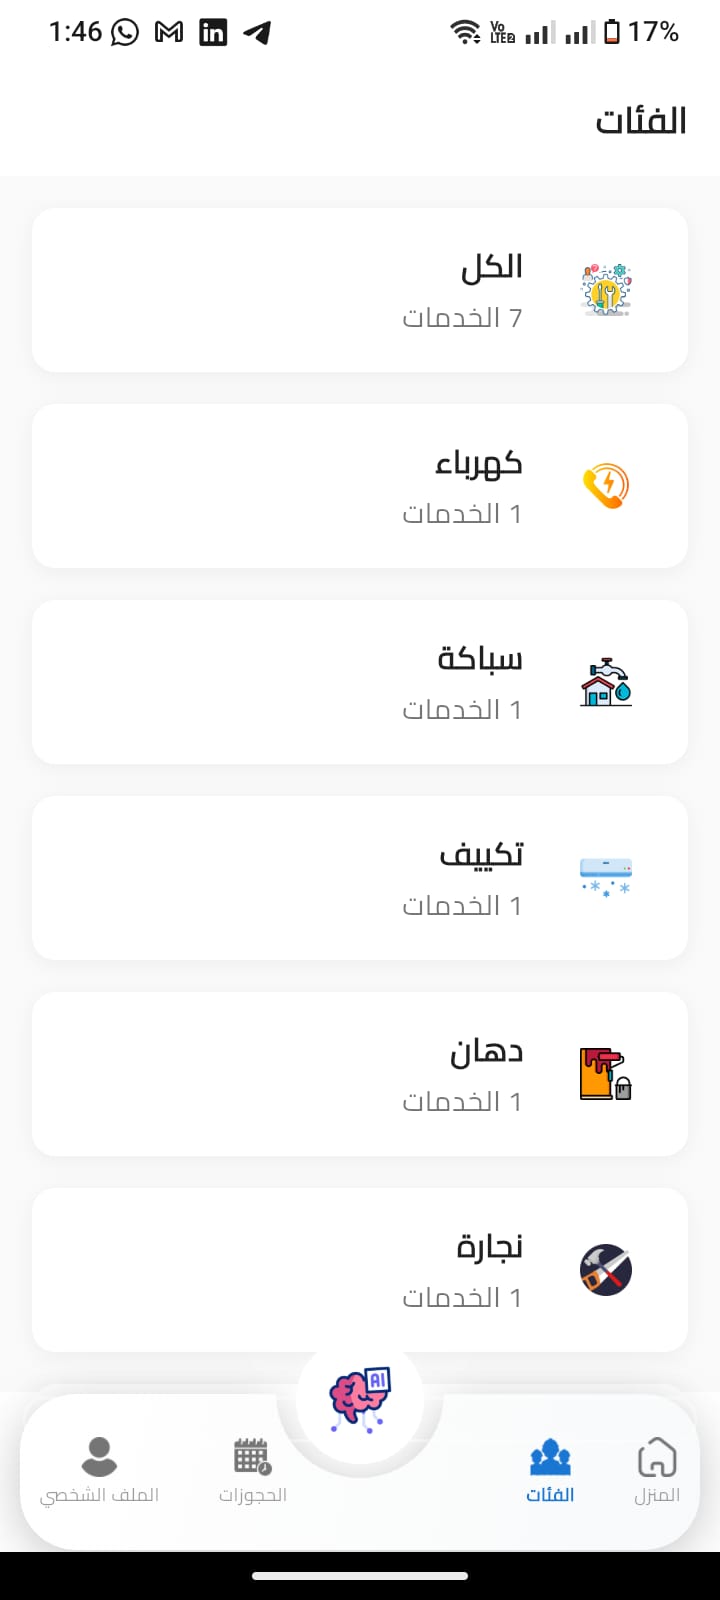 1:46
Vo LTE2
17%
الفئات
الكل
7 الخدمات
كهرباء
1 الخدمات
سباكة
1 الخدمات
تكييف
1 الخدمات
دهان
1 الخدمات
نجارة
1 الخدمات
AI
المنزل
الفئات
الحجوزات
الملف الشخصي